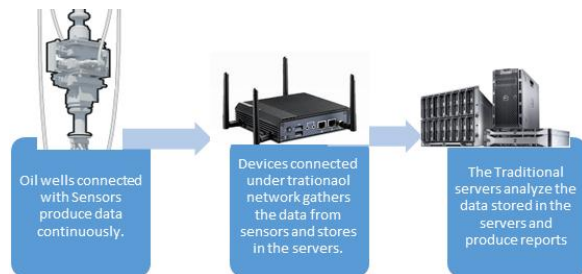 Oil wells connected
with Sensors
produce data
continuously.
Devices connected
under trationaol
network gathers
the data from
sensors and stores
in the servers.
The Traditional
servers analyze the
data stored in the
servers and
produce reports